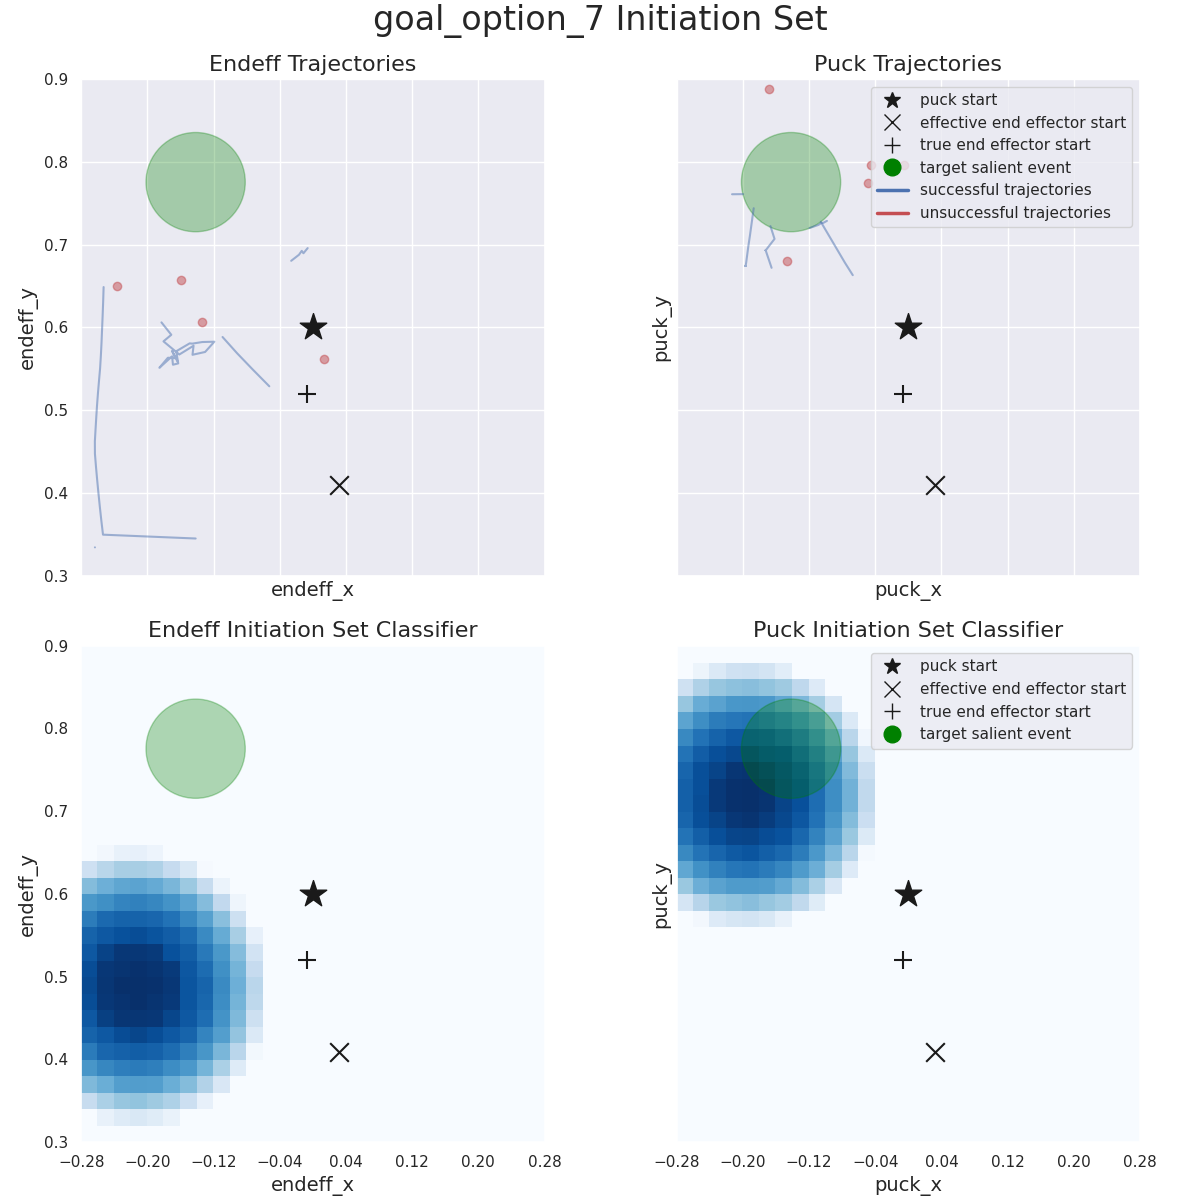 goal_option_7 Initiation Set
Endeff Trajectories
0.9
0.8
0.7
0.6
0.5
0.4
0.3
endeff_y
endeff_x
Puck Trajectories
puck start
effective end effector start
true end effector start
target salient event
successful trajectories
unsuccessful trajectories
puck_y
puck_x
Endeff Initiation Set Classifier
0.9
0.8
0.7
0.6
0.5
0.4
0.3
endeff_y
−0.28 −0.20 −0.12 −0.04 0.04 0.12 0.20 0.28
endeff_x
Puck Initiation Set Classifier
puck start
effective end effector start
true end effector start
target salient event
puck_y
−0.28 −0.20 −0.12 −0.04 0.04 0.12 0.20 0.28
puck_x